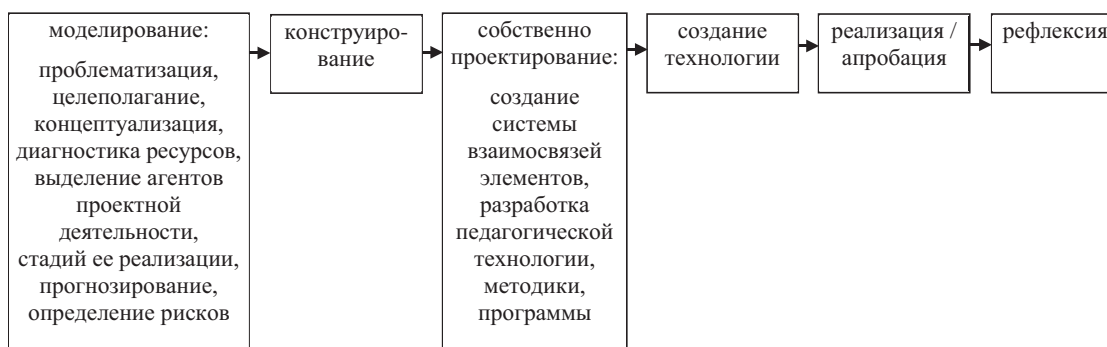 моделирование:
проблематизация,
целеполагание,
концептуализация,
диагностика ресурсов,
выделение агентов
проектной
деятельности,
стадий ее реализации,
прогнозирование,
определение рисков
конструиро-
вание
собственно
проектирование:
создание
системы
взаимосвязей
элементов,
разработка
педагогической
технологии,
методики,
программы
создание
технологии
реализация /
апробация
рефлексия